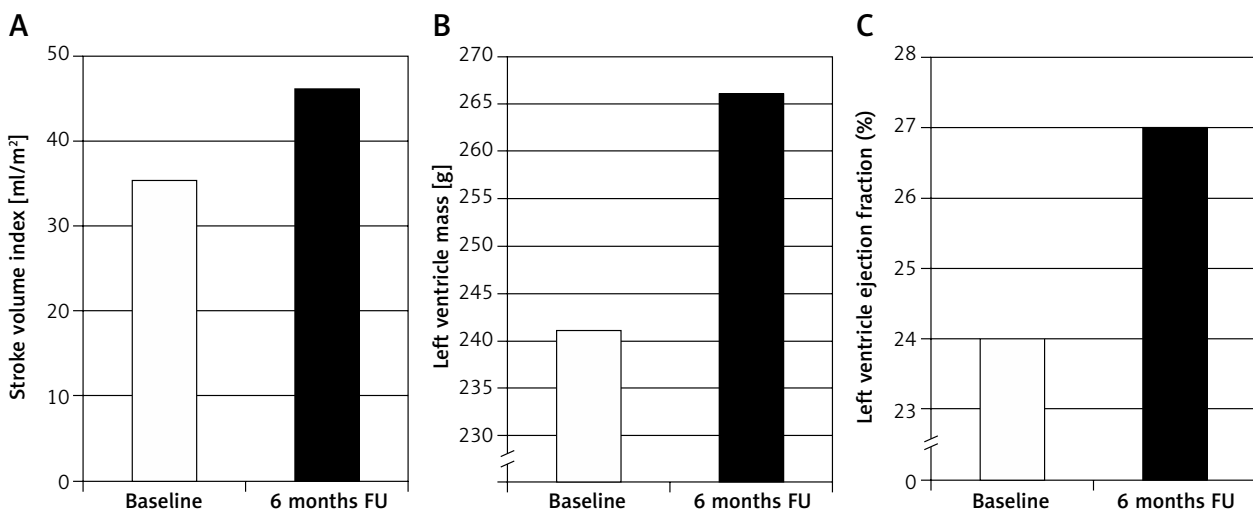 A
Stroke volume index [ml/m²]
50
40
30
20
10
0
Baseline
6 months FU
B
Left ventricle mass [g]
270
265
260
255
250
245
240
235
230
Baseline
6 months FU
C
Left ventricle ejection fraction (%)
28
27
26
25
24
23
0
Baseline
6 months FU